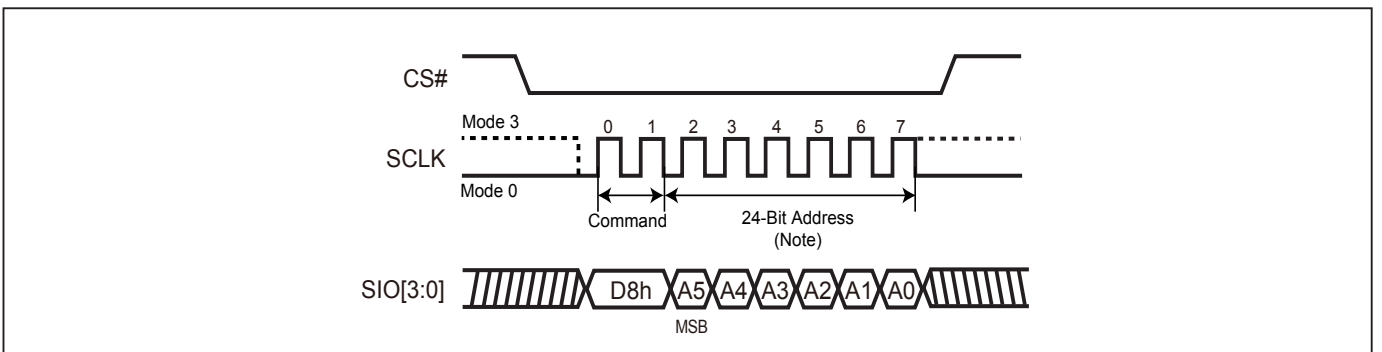 CS#
Mode 3
0 1 2 3 4 5 6 7
SCLK
Mode 0
Command
24-Bit Address
(Note)
SIO[3:0]
D8h A5 A4 A3 A2 A1 A0
MSB